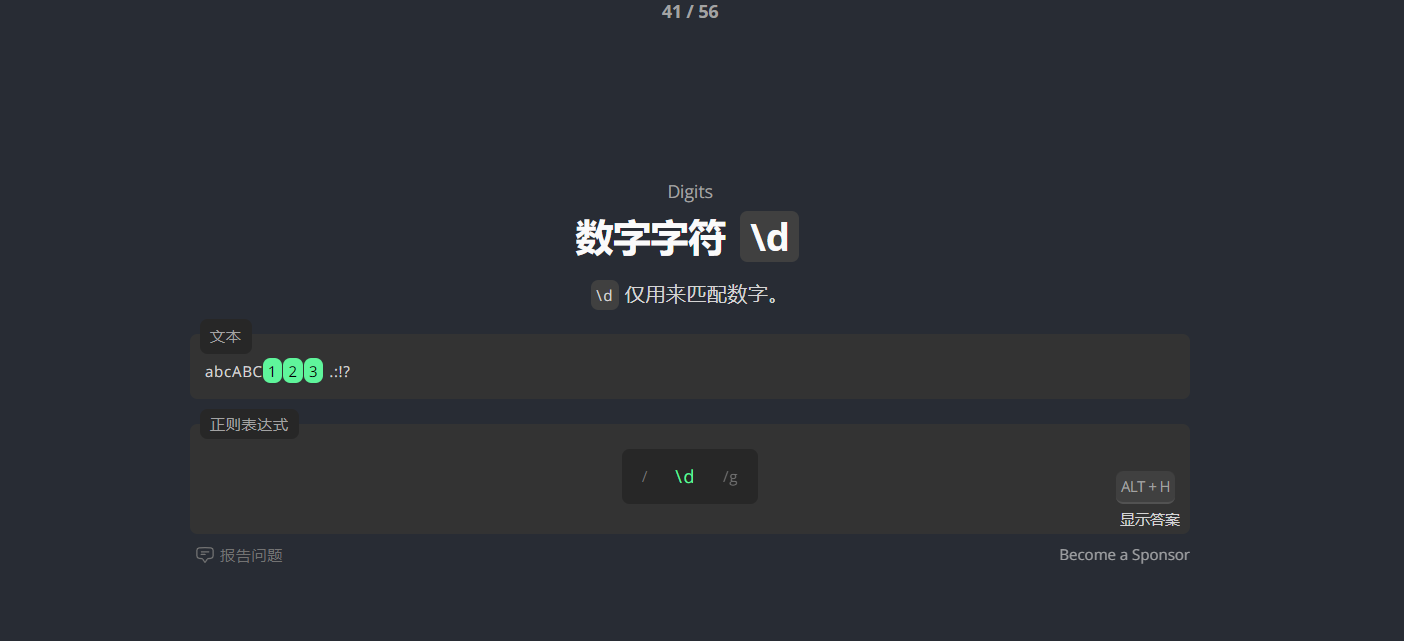 41 / 56
Digits
数字字符 \d
\d 仅用来匹配数字。
文本
abcABC123 .:!?
正则表达式
/ \d /g
ALT + H
显示答案
报告问题
Become a Sponsor